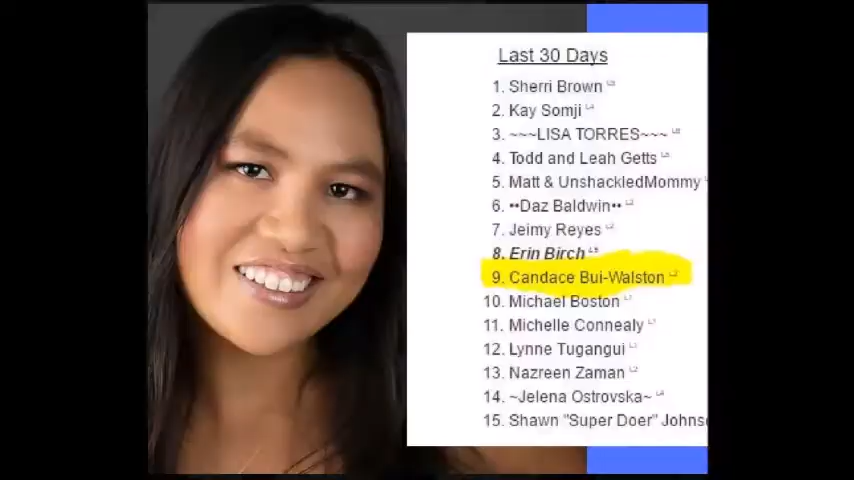 Last 30 Days
1. Sherri Brown
2. Kay Somji
3. ~~~LISA TORRES~~~
4. Todd and Leah Getts
5. Matt & UnshackledMommy
6. ••Daz Baldwin••
7. Jeimy Reyes
8. Erin Birch
9. Candace Bui-Walston
10. Michael Boston
11. Michelle Connealy
12. Lynne Tugangui
13. Nazreen Zaman
14. ~Jelena Ostrovska~
15. Shawn "Super Doer" Johns